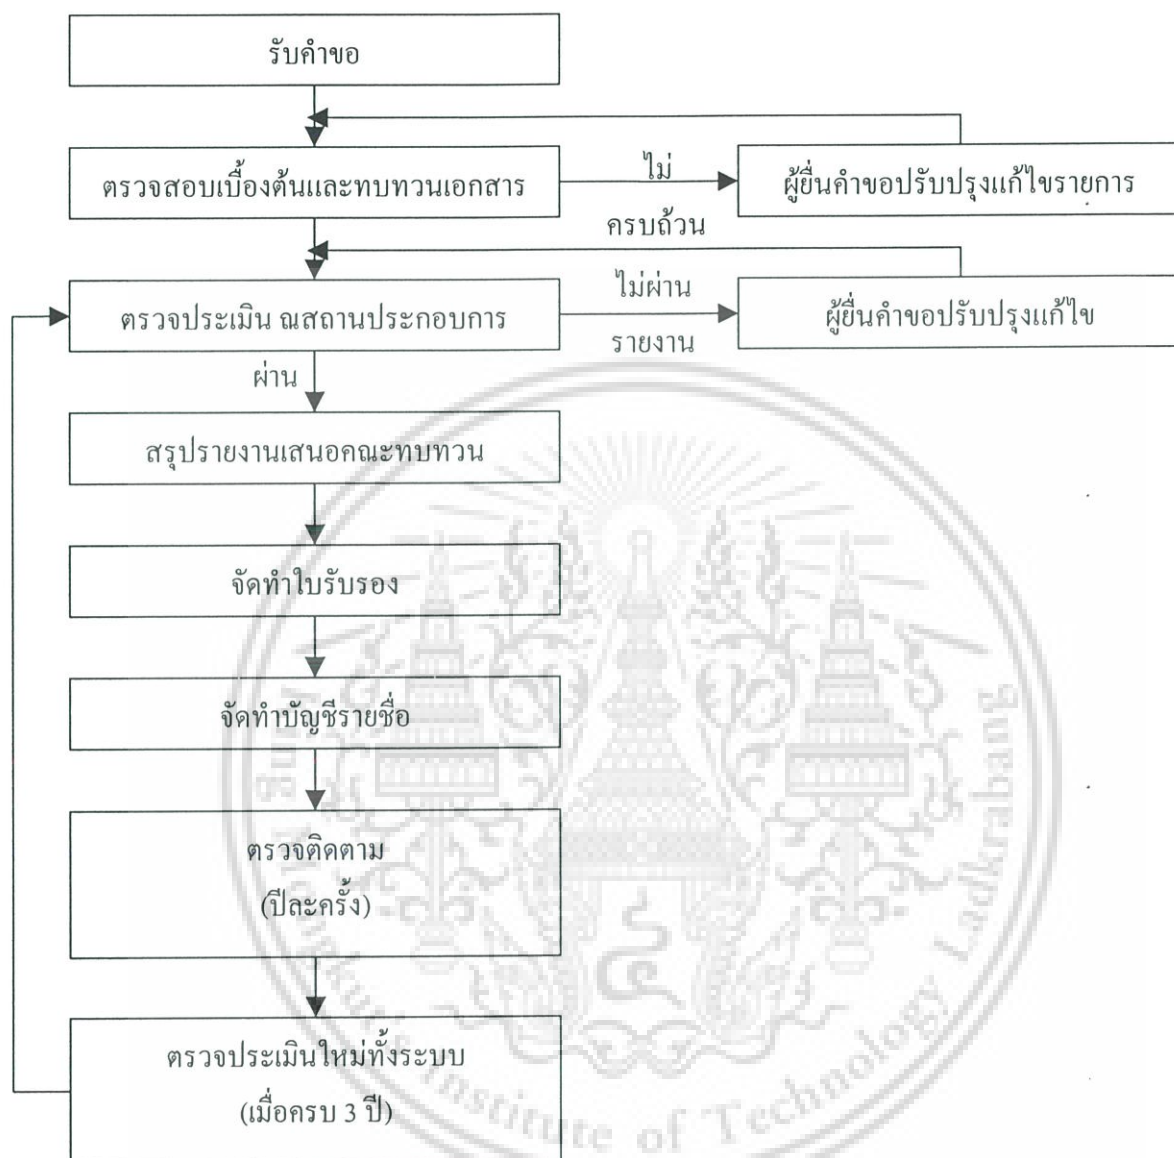 รับคำขอ
ตรวจสอบเบื้องต้นและทบทวนเอกสาร
ไม่
ครบถ้วน
ผู้ยื่นคำขอปรับปรุงแก้ไขรายการ
ตรวจประเมิน ณสถานประกอบการ
ไม่ผ่าน
รายงาน
ผู้ยื่นคำขอปรับปรุงแก้ไข
ผ่าน
สรุปรายงานเสนอคณะทบทวน
จัดทำใบรับรอง
จัดทำบัญชีรายชื่อ
ตรวจติดตาม
(ปีละครั้ง)
ตรวจประเมินใหม่ทั้งระบบ
(เมื่อครบ 3 ปี)
Institute of Technology Ladkrabang